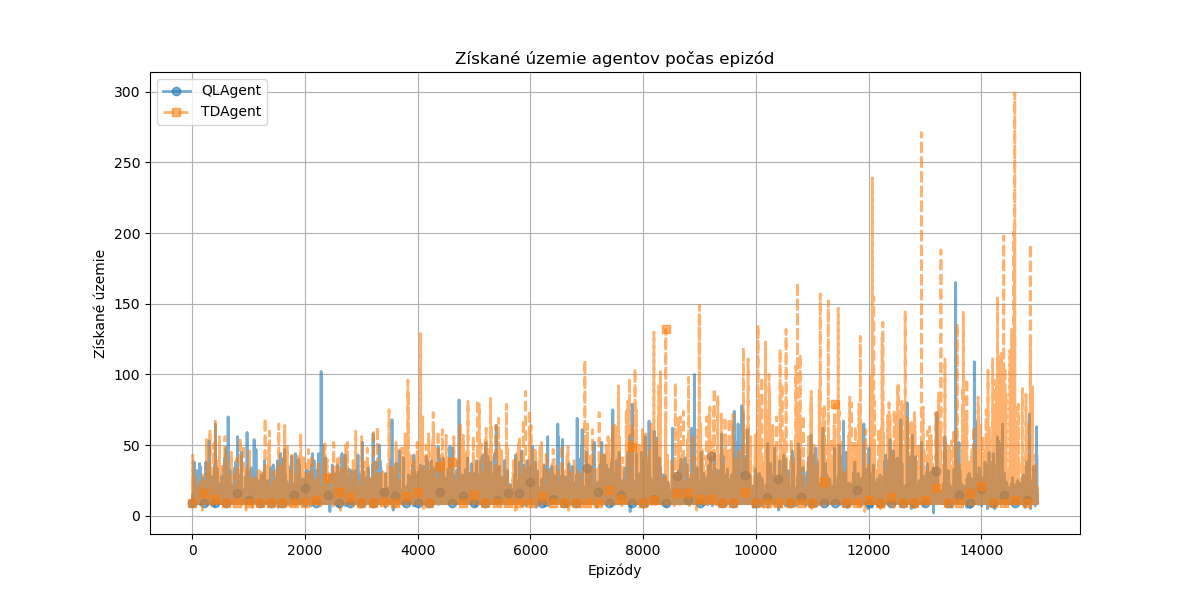 Získané územie agentov počas epizód
QLAgent
TDAgent
300
250
200
150
100
50
0
Získané územie
0 2000 4000 6000 8000 10000 12000 14000
Epizódy